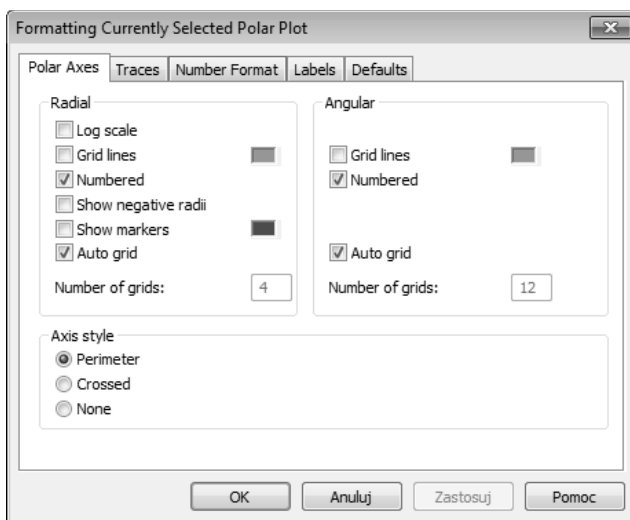 Formatting Currently Selected Polar Plot
Polar Axes Traces Number Format Labels Defaults
Radial
Log scale
Grid lines
Numbered
Show negative radii
Show markers
Auto grid
Number of grids: 4
Angular
Grid lines
Numbered
Auto grid
Number of grids: 12
Axis style
Perimeter
Crossed
None
OK Anuluj Zastosuj Pomoc